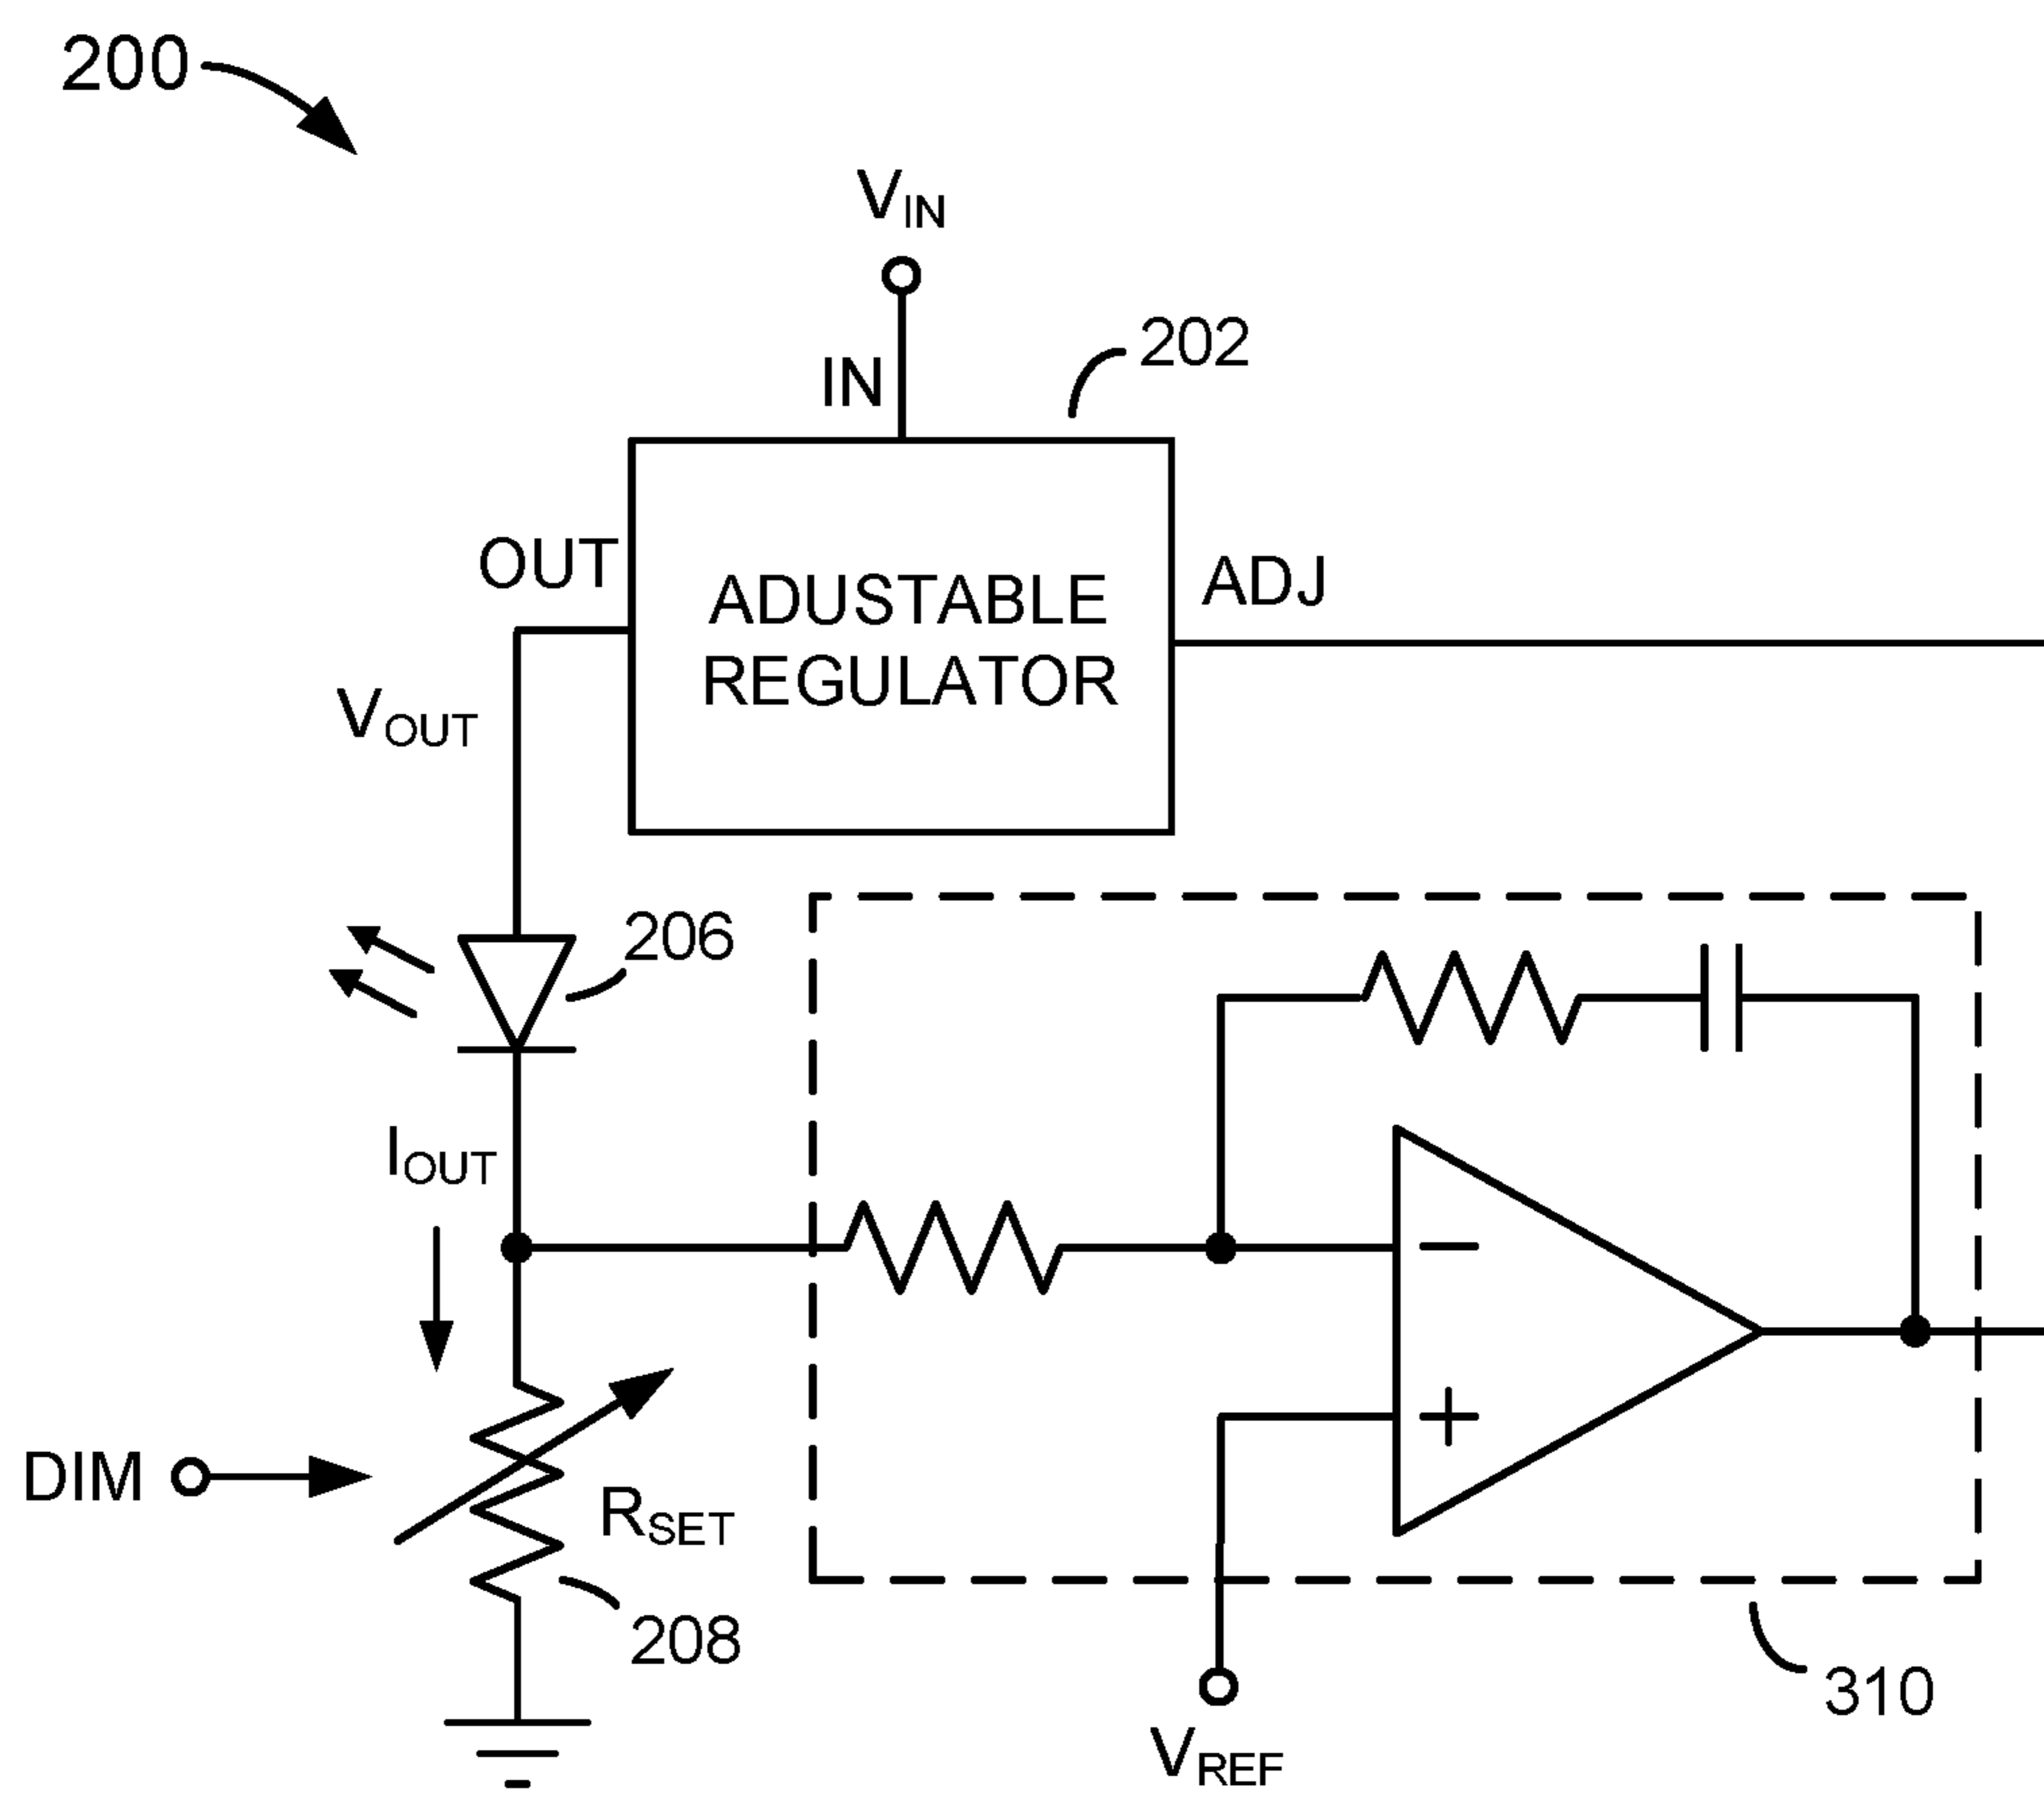 200
VIN
IN
202
OUT
ADUSTABLE
REGULATOR
ADJ
VOUT
206
IOUT
−
+
DIM
RSET
208
310
VREF